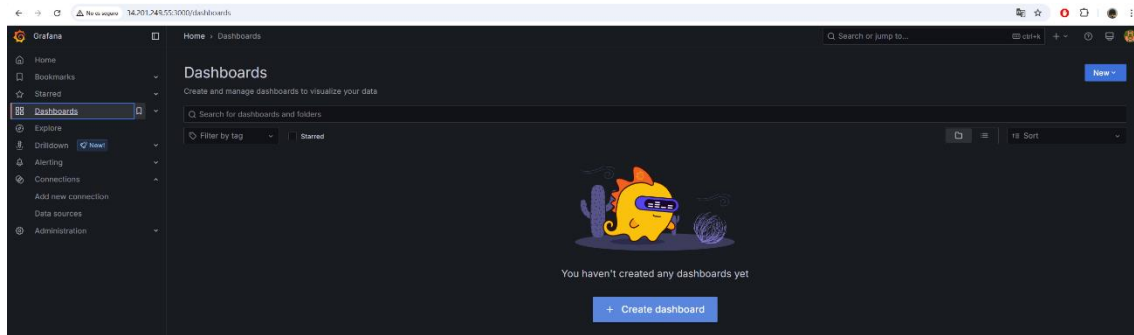 No es seguro 34.201.249.55:3000/dashboards
Grafana
Home › Dashboards
Search or jump to...
ctrl+k
Home
Bookmarks
Starred
Dashboards
Explore
Drilldown New!
Alerting
Connections
Add new connection
Data sources
Administration
Dashboards
New
Create and manage dashboards to visualize your data
Search for dashboards and folders
Filter by tag
Starred
Sort
You haven't created any dashboards yet
+ Create dashboard